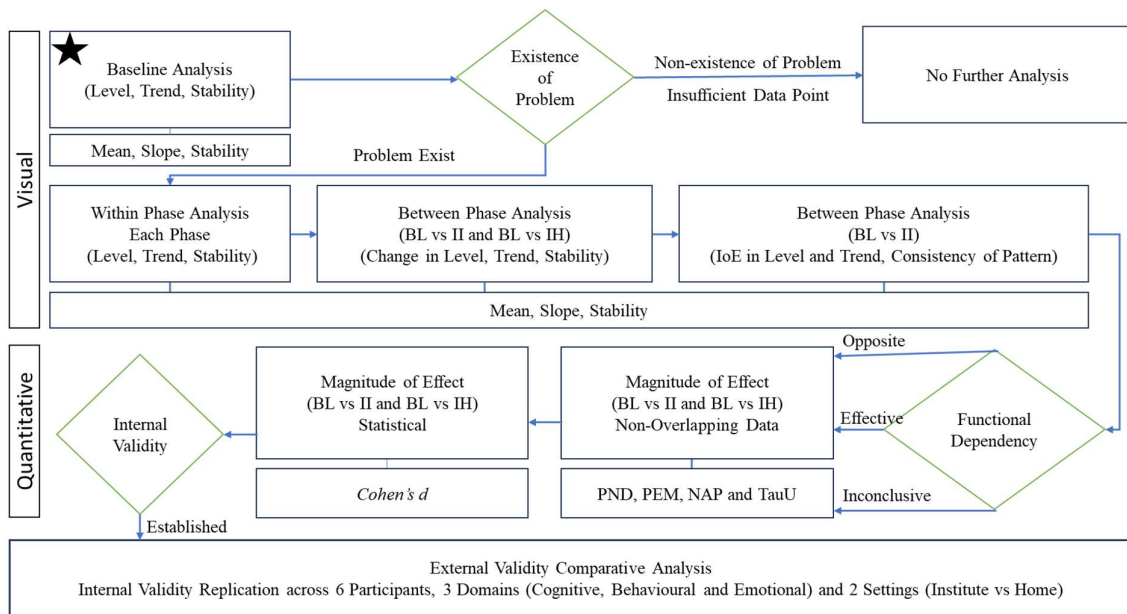 Visual
Baseline Analysis
(Level, Trend, Stability)
Mean, Slope, Stability
Existence
of
Problem
Non-existence of Problem
Insufficient Data Point
No Further Analysis
Problem Exist
Within Phase Analysis
Each Phase
(Level, Trend, Stability)
Between Phase Analysis
(BL vs II and BL vs IH)
(Change in Level, Trend, Stability)
Between Phase Analysis
(BL vs II)
(IoE in Level and Trend, Consistency of Pattern)
Mean, Slope, Stability
Quantitative
Functional
Dependency
Opposite
Effective
Inconclusive
Magnitude of Effect
(BL vs II and BL vs IH)
Non-Overlapping Data
PND, PEM, NAP and TauU
Magnitude of Effect
(BL vs II and BL vs IH)
Statistical
Cohen's d
Internal
Validity
Established
External Validity Comparative Analysis
Internal Validity Replication across 6 Participants, 3 Domains (Cognitive, Behavioural and Emotional) and 2 Settings (Institute vs Home)